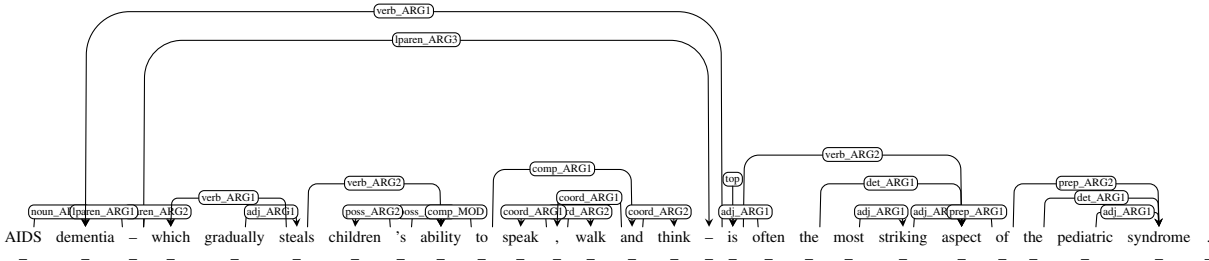 verb_ARG1
lparen_ARG3
comp_ARG1
verb_ARG2
top
verb_ARG2 det_ARG1 prep_ARG2
verb_ARG1 coord_ARG1 det_ARG1
lparen_ARG1 adj_ARG1 poss_ARG2 comp_MOD coord_ARG2 adj_ARG1 adj_ARG1 prep_ARG1 adj_ARG1
AIDS dementia – which gradually steals children 's ability to speak , walk and think – is often the most striking aspect of the pediatric syndrome .
_ _ _ _ _ _ _ _ _ _ _ _ _ _ _ _ _ _ _ _ _ _ _ _ _ _ _ _